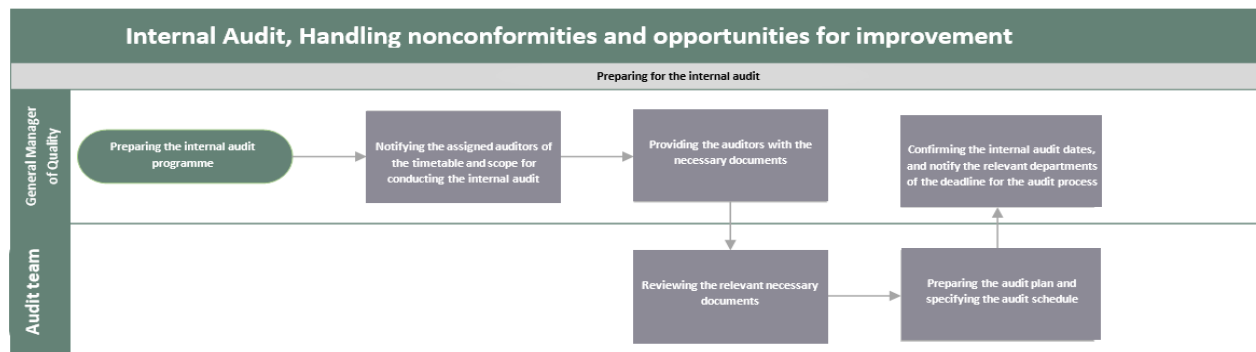 Internal Audit, Handling nonconformities and opportunities for improvement
Preparing for the internal audit
General Manager
of Quality
Preparing the internal audit
programme
Notifying the assigned auditors of
the timetable and scope for
conducting the internal audit
Providing the auditors with the
necessary documents
Confirming the internal audit dates,
and notify the relevant departments
of the deadline for the audit process
Audit team
Reviewing the relevant necessary
documents
Preparing the audit plan and
specifying the audit schedule